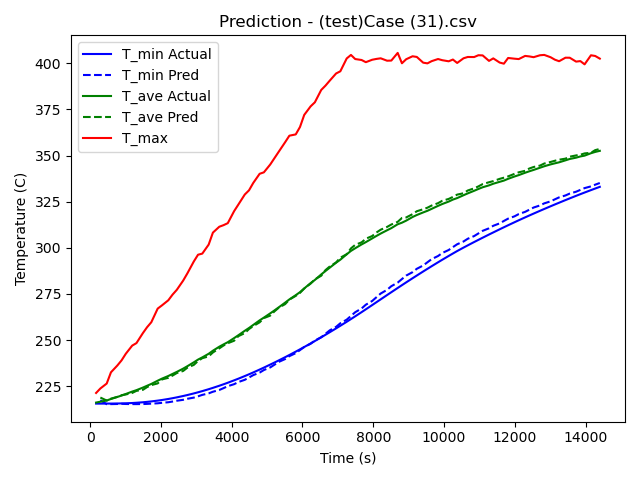 Prediction - (test)Case (31).csv
T_min Actual
T_min Pred
T_ave Actual
T_ave Pred
T_max
Temperature (C)
400
375
350
325
300
275
250
225
0 2000 4000 6000 8000 10000 12000 14000
Time (s)